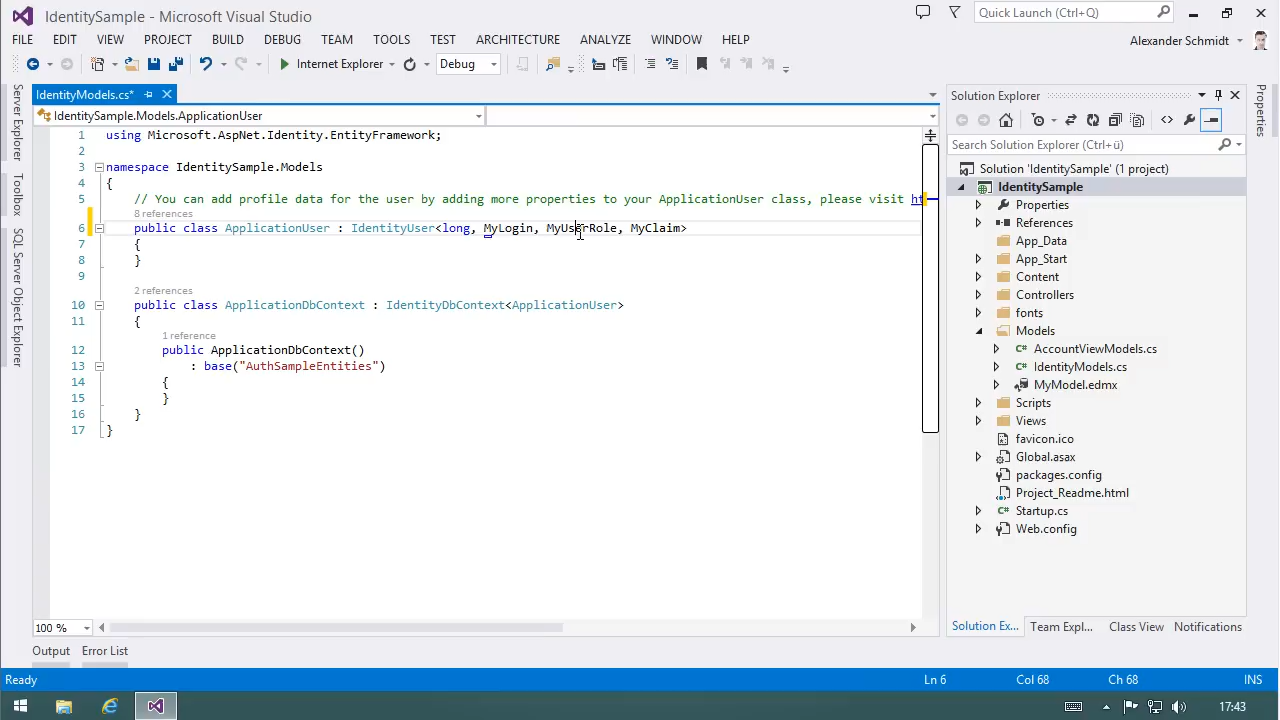 IdentitySample - Microsoft Visual Studio
Quick Launch (Ctrl+Q)
FILE EDIT VIEW PROJECT BUILD DEBUG TEAM TOOLS TEST ARCHITECTURE ANALYZE WINDOW HELP
Alexander Schmidt
Internet Explorer
Debug
Server Explorer
Toolbox
SQL Server Object Explorer
IdentityModels.cs*
IdentitySample.Models.ApplicationUser
1 using Microsoft.AspNet.Identity.EntityFramework;
2
3 namespace IdentitySample.Models
4 {
5 // You can add profile data for the user by adding more properties to your ApplicationUser class, please visit ht
8 references
6 public class ApplicationUser : IdentityUser<long, MyLogin, MyUserRole, MyClaim>
7 {
8 }
9
2 references
10 public class ApplicationDbContext : IdentityDbContext<ApplicationUser>
11 {
1 reference
12 public ApplicationDbContext()
13 : base("AuthSampleEntities")
14 {
15 }
16 }
17 }
100 %
Output Error List
Solution Explorer
Search Solution Explorer (Ctrl+ü)
Solution 'IdentitySample' (1 project)
IdentitySample
Properties
References
App_Data
App_Start
Content
Controllers
fonts
Models
AccountViewModels.cs
IdentityModels.cs
MyModel.edmx
Scripts
Views
favicon.ico
Global.asax
packages.config
Project_Readme.html
Startup.cs
Web.config
Solution Ex... Team Expl... Class View Notifications
Properties
Ready
Ln 6 Col 68 Ch 68 INS
17:43